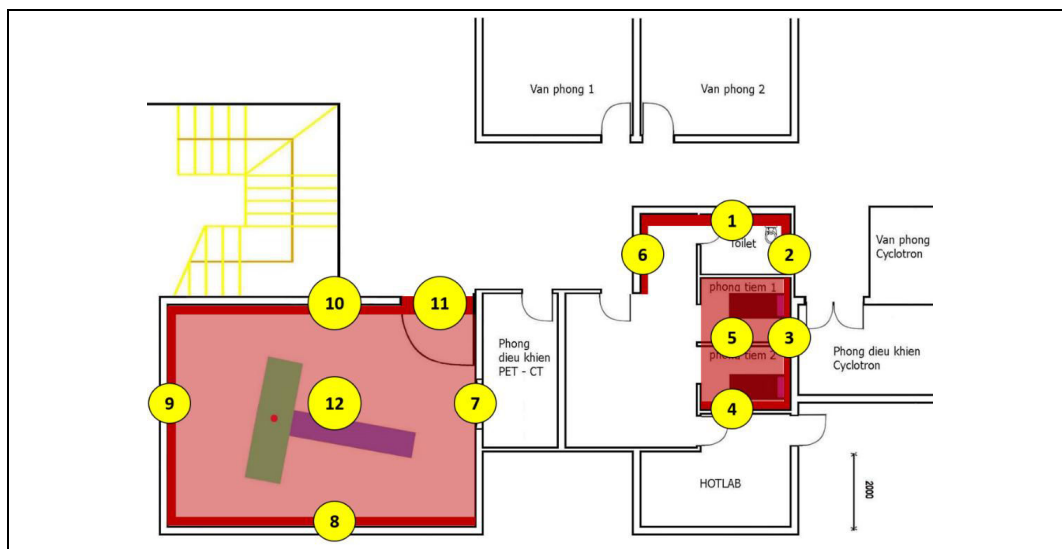 Van phong 1
Van phong 2
1
Toilet
2
6
Van phong
Cyclotron
phong tiem 1
10
11
5
3
Phong
dieu khien
PET - CT
phong tiem 2
Phong dieu khien
Cyclotron
9
12
7
4
HOTLAB
2000
8